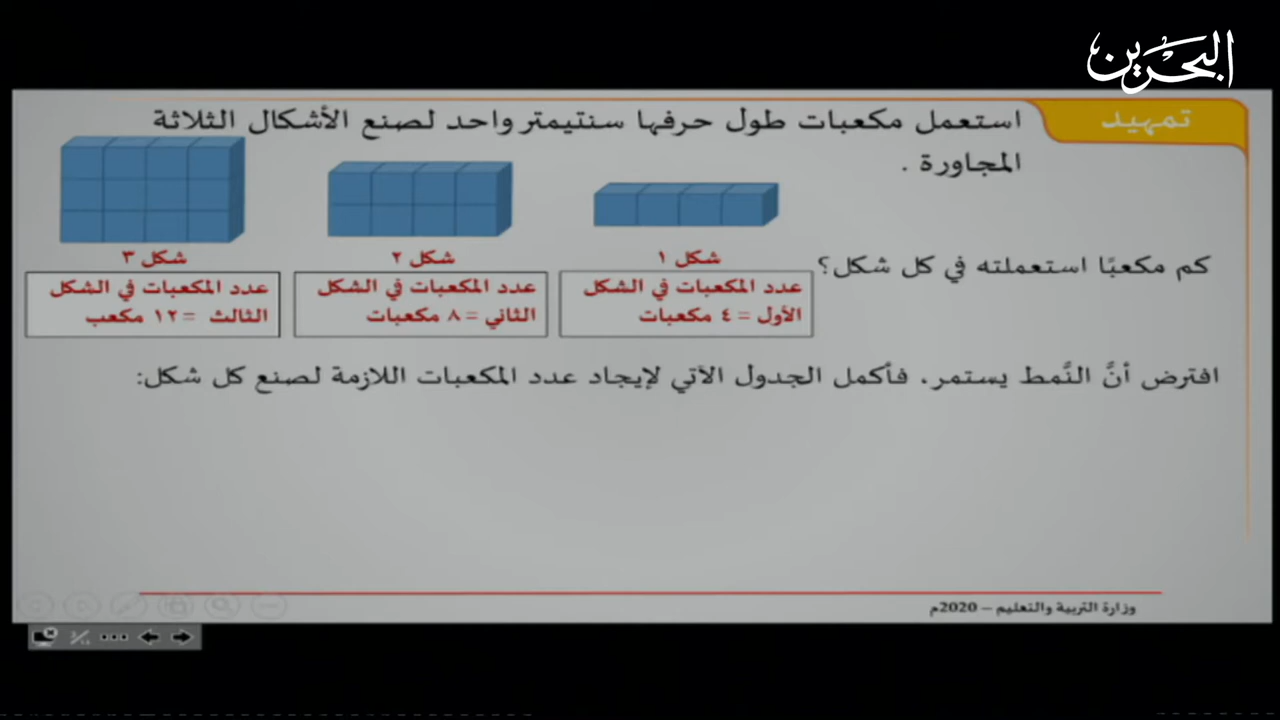 البحرين
تمهيد
استعمل مكعبات طول حرفها سنتيمتر واحد لصنع الأشكال الثلاثة
المجاورة .
كم مكعبًا استعملته في كل شكل؟
شكل ١
عدد المكعبات في الشكل
الأول = ٤ مكعبات
شكل ٢
عدد المكعبات في الشكل
الثاني = ٨ مكعبات
شكل ٣
عدد المكعبات في الشكل
الثالث = ١٢ مكعب
افترض أنَّ النَّمط يستمر. فأكمل الجدول الآتي لإيجاد عدد المكعبات اللازمة لصنع كل شكل:
وزارة التربية والتعليم – 2020م